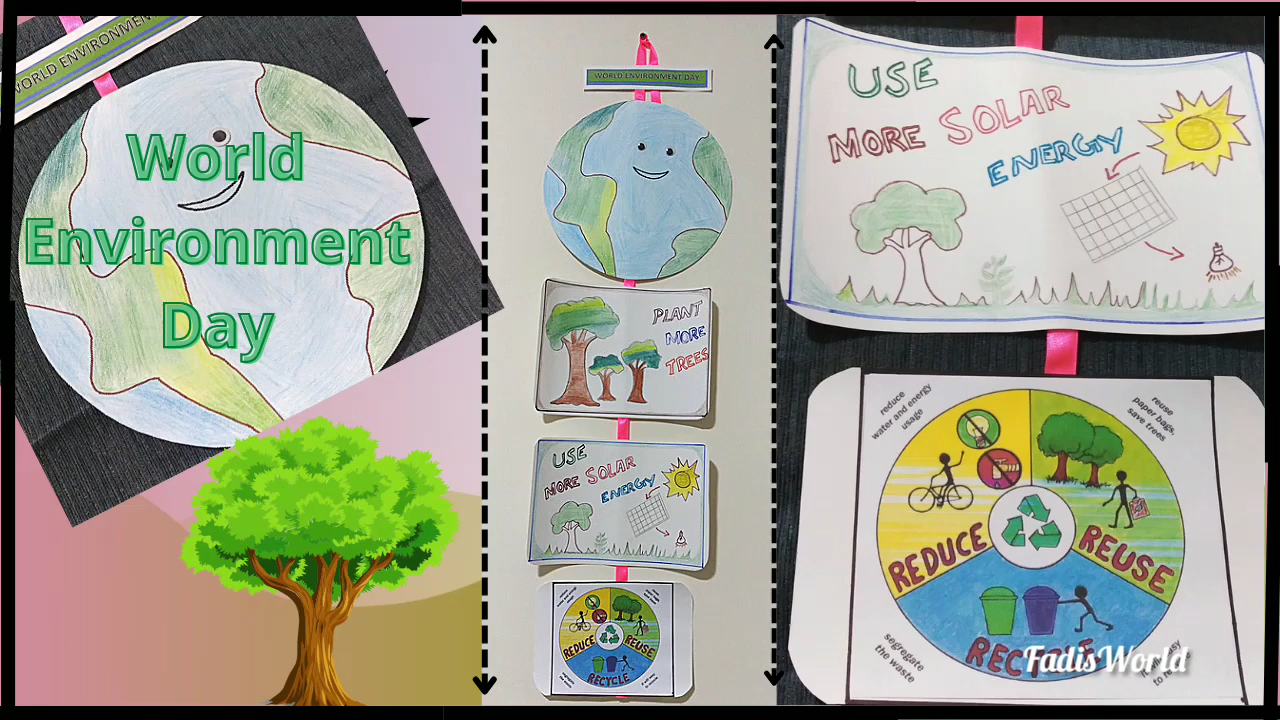 WORLD ENVIRONMENT
World
Environment
Day
WORLD ENVIRONMENT DAY
PLANT
MORE
TREES
USE
MORE SOLAR
ENERGY
REDUCE
REUSE
RECYCLE
USE
MORE SOLAR
ENERGY
reduce
water and energy
usage
reuse
paper bags,
save trees
REDUCE
REUSE
RECYCLE
segregate
the waste
FadisWorld